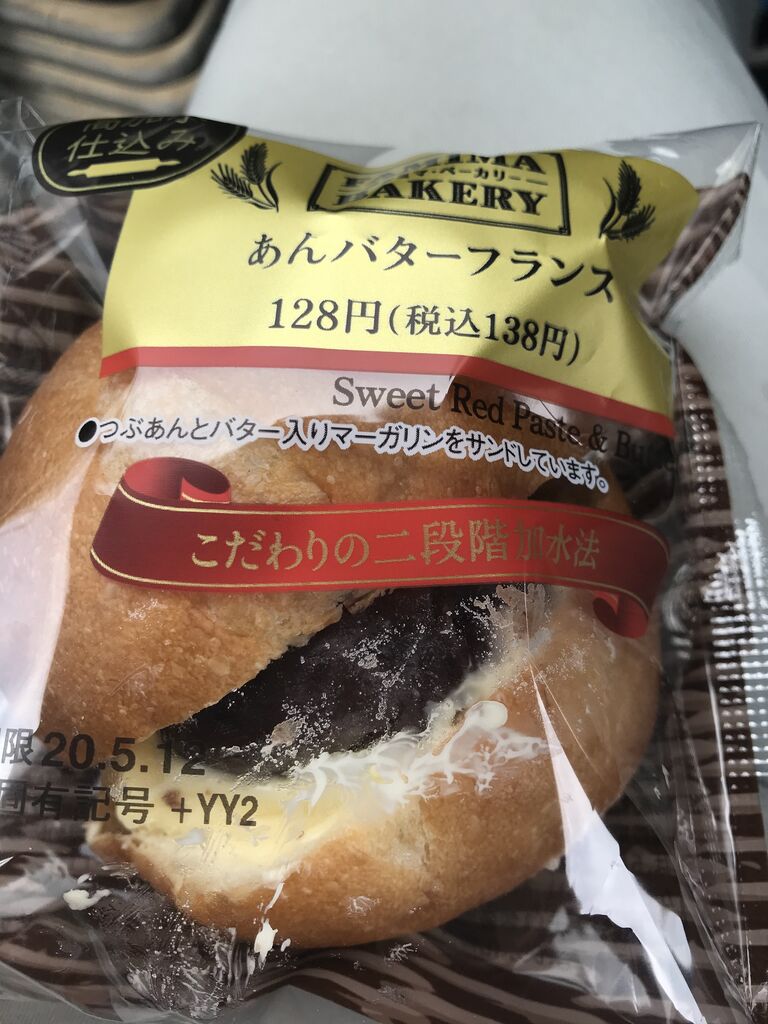 仕込み
BAKERY
あんバターフランス
128円(税込138円)
Sweet Red Paste &
●つぶあんとバター入りマーガリンをサンドしています。
こだわりの二段階加水法
限20.5.12
固有記号 +YY2